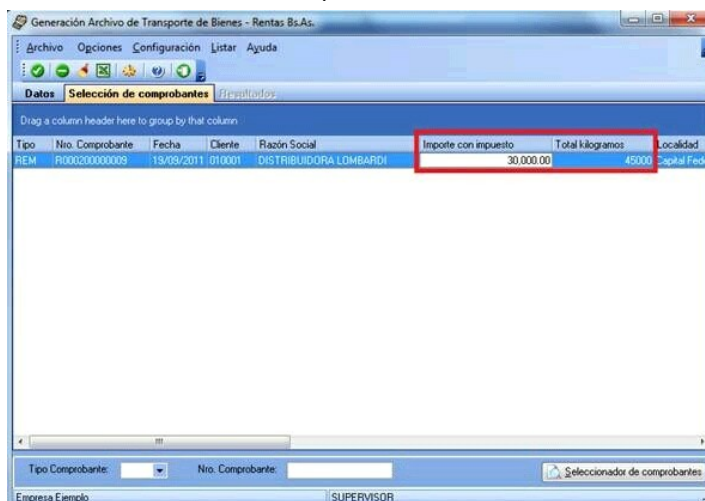 Generación Archivo de Transporte de Bienes - Rentas Bs.As.
Archivo Opciones Configuración Listar Ayuda
Datos Selección de comprobantes Resultados
Drag a column header here to group by that column
Tipo Nro. Comprobante Fecha Cliente Razón Social Importe con impuesto Total kilogramos Localidad
REM R000200000009 19/09/2011 010001 DISTRIBUIDORA LOMBARDI 30,000.00 45000 Capital Fede
Tipo Comprobante: Nro. Comprobante: Seleccionador de comprobantes
Empresa Ejemplo SUPERVISOR